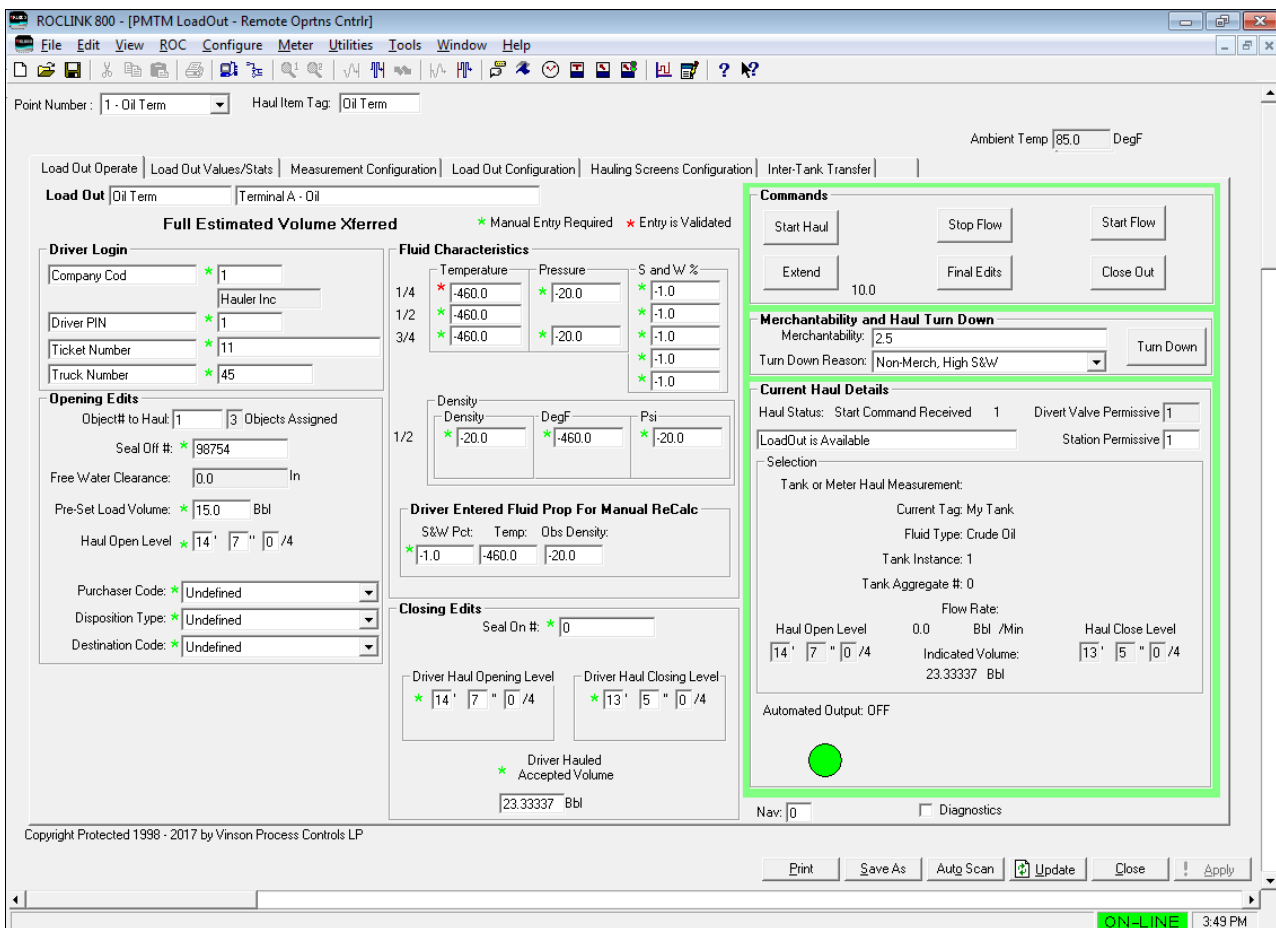 ROCLINK 800 - [PMTM LoadOut - Remote Oprtns Cntrlr]
File Edit View ROC Configure Meter Utilities Tools Window Help
Point Number : 1 - Oil Term Haul Item Tag: Oil Term
Ambient Temp 85.0 DegF
Load Out Operate Load Out Values/Stats Measurement Configuration Load Out Configuration Hauling Screens Configuration Inter-Tank Transfer
Load Out Oil Term Terminal A - Oil
Full Estimated Volume Xferred * Manual Entry Required * Entry is Validated
Driver Login
Company Cod * 1
Hauler Inc
Driver PIN * 1
Ticket Number * 11
Truck Number * 45
Opening Edits
Object# to Haul: 1 3 Objects Assigned
Seal Off #: * 98754
Free Water Clearance: 0.0 In
Pre-Set Load Volume: * 15.0 Bbl
Haul Open Level * 14 ' 7 " 0 /4
Purchaser Code: * Undefined
Disposition Type: * Undefined
Destination Code: * Undefined
Fluid Characteristics
Temperature Pressure S and W %
1/4 * -460.0 * -20.0 * -1.0
1/2 * -460.0 * -1.0
3/4 * -460.0 * -20.0 * -1.0
* -1.0
* -1.0
Density
Density DegF Psi
1/2 * -20.0 * -460.0 * -20.0
Driver Entered Fluid Prop For Manual ReCalc
S&W Pct: Temp: Obs Density:
* -1.0 -460.0 -20.0
Closing Edits
Seal On #: * 0
Driver Haul Opening Level Driver Haul Closing Level
* 14 ' 7 " 0 /4 * 13 ' 5 " 0 /4
Driver Hauled
* Accepted Volume
23.33337 Bbl
Commands
Start Haul Stop Flow Start Flow
Extend 10.0 Final Edits Close Out
Merchantability and Haul Turn Down
Merchantability: 2.5
Turn Down
Turn Down Reason: Non-Merch, High S&W
Current Haul Details
Haul Status: Start Command Received 1 Divert Valve Permissive 1
LoadOut is Available Station Permissive 1
Selection
Tank or Meter Haul Measurement:
Current Tag: My Tank
Fluid Type: Crude Oil
Tank Instance: 1
Tank Aggregate #: 0
Flow Rate:
Haul Open Level 0.0 Bbl /Min Haul Close Level
14 ' 7 " 0 /4 Indicated Volume: 13 ' 5 " 0 /4
23.33337 Bbl
Automated Output: OFF
Nav: 0 Diagnostics
Copyright Protected 1998 - 2017 by Vinson Process Controls LP
Print Save As Auto Scan Update Close ! Apply
ON-LINE 3:49 PM